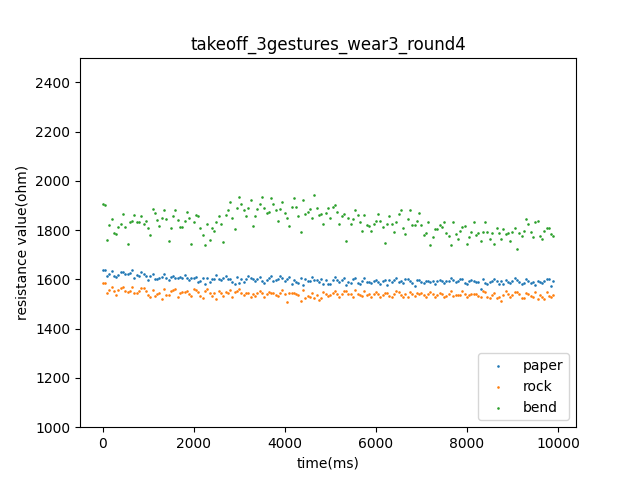 takeoff_3gestures_wear3_round4
resistance value(ohm)
2400
2200
2000
1800
1600
1400
1200
1000
0
2000
4000
6000
8000
10000
time(ms)
paper
rock
bend